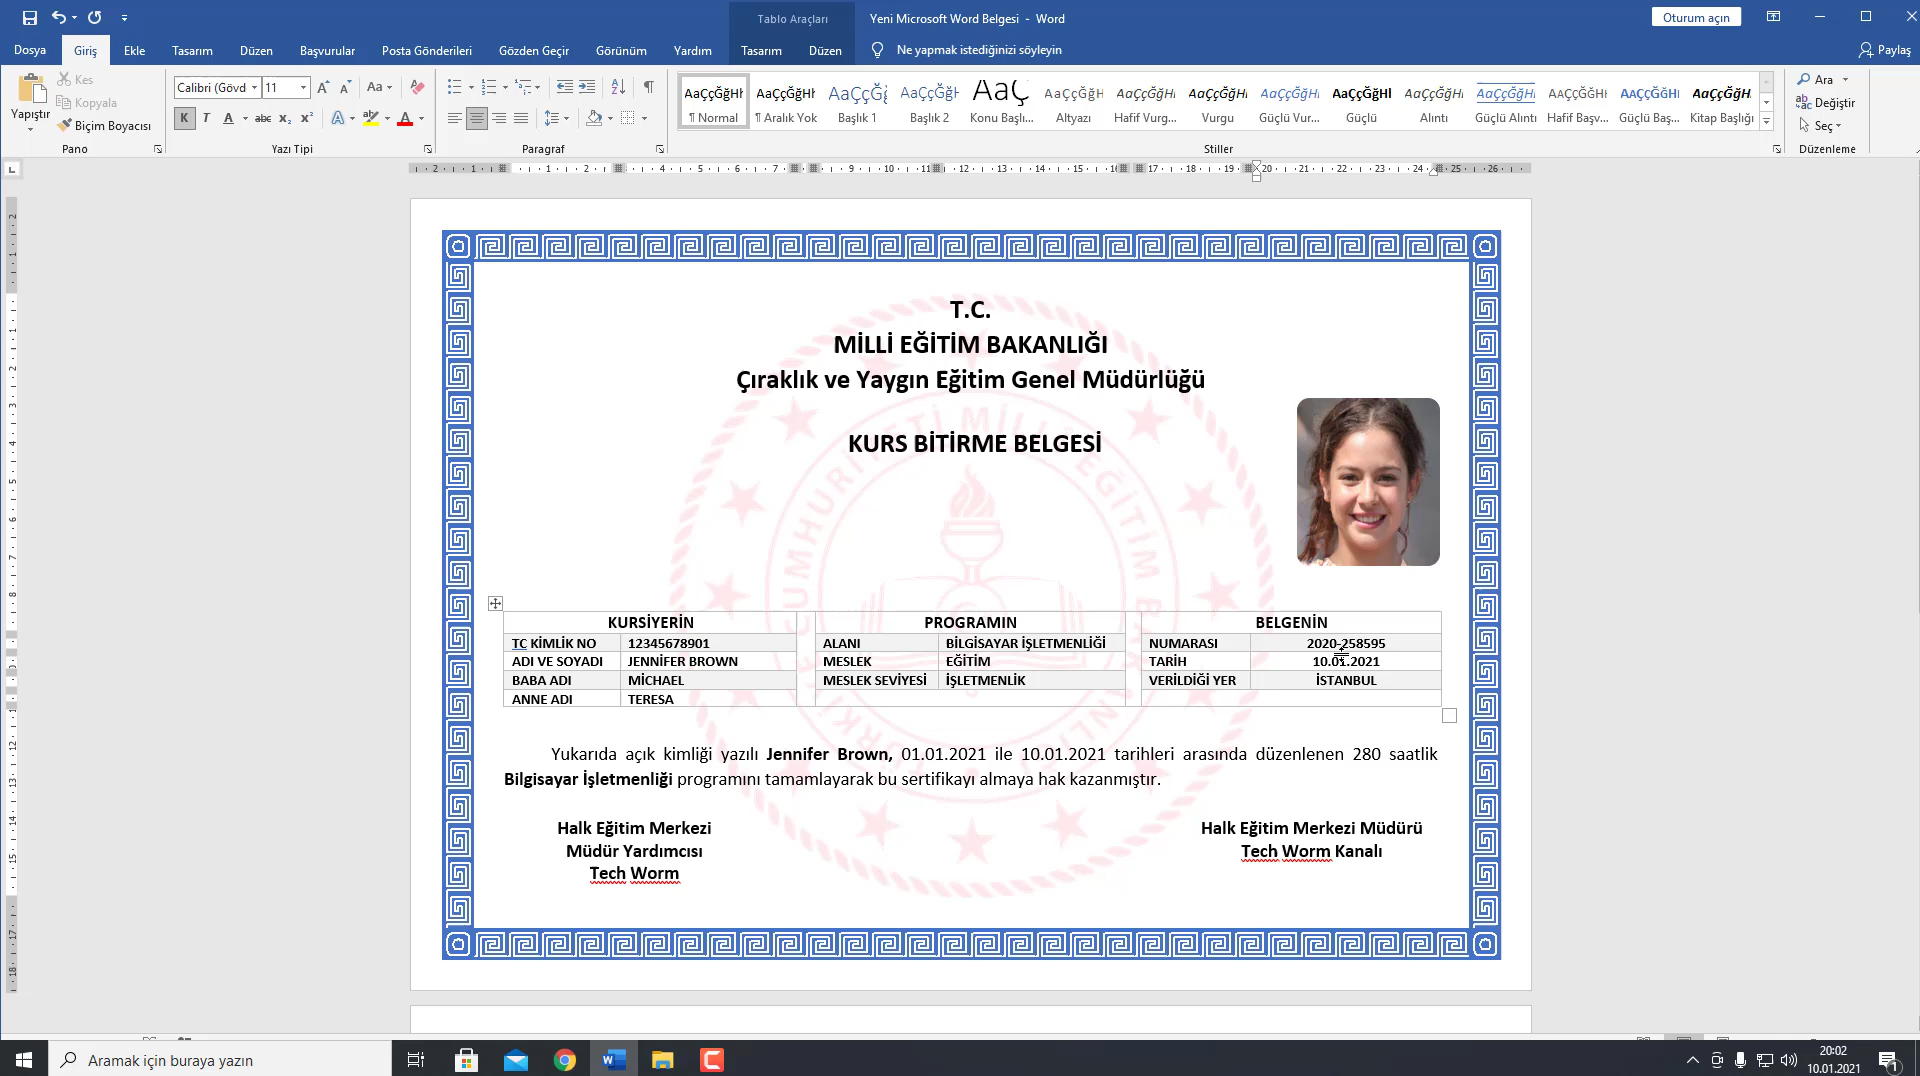 Tablo Araçları
Yeni Microsoft Word Belgesi - Word
Oturum açın
Dosya
Giriş
Ekle
Tasarım
Düzen
Başvurular
Posta Gönderileri
Gözden Geçir
Görünüm
Yardım
Tasarım
Düzen
Ne yapmak istediğinizi söyleyin
Paylaş
Yapıştır
Kes
Kopyala
Biçim Boyacısı
Pano
Calibri (Gövd
11
Yazı Tipi
Paragraf
¶ Normal
¶ Aralık Yok
Başlık 1
Başlık 2
Konu Başlı...
Altyazı
Hafif Vurg...
Vurgu
Güçlü Vur...
Güçlü
Alıntı
Güçlü Alıntı
Hafif Başv...
Güçlü Baş...
Kitap Başlığı
Stiller
Ara
Değiştir
Seç
Düzenleme
T.C.
MİLLİ EĞİTİM BAKANLIĞI
Çıraklık ve Yaygın Eğitim Genel Müdürlüğü
KURS BİTİRME BELGESİ
KURSİYERİN PROGRAMIN BELGENİN
TC KİMLİK NO 12345678901 ALANI BİLGİSAYAR İŞLETMENLİĞİ NUMARASI 2020-258595
ADI VE SOYADI JENNİFER BROWN MESLEK EĞİTİM TARİH 10.01.2021
BABA ADI MİCHAEL MESLEK SEVİYESİ İŞLETMENLİK VERİLDİĞİ YER İSTANBUL
ANNE ADI TERESA
Yukarıda açık kimliği yazılı Jennifer Brown, 01.01.2021 ile 10.01.2021 tarihleri arasında düzenlenen 280 saatlik
Bilgisayar İşletmenliği programını tamamlayarak bu sertifikayı almaya hak kazanmıştır.
Halk Eğitim Merkezi
Müdür Yardımcısı
Tech Worm
Halk Eğitim Merkezi Müdürü
Tech Worm Kanalı
Aramak için buraya yazın
20:02
10.01.2021